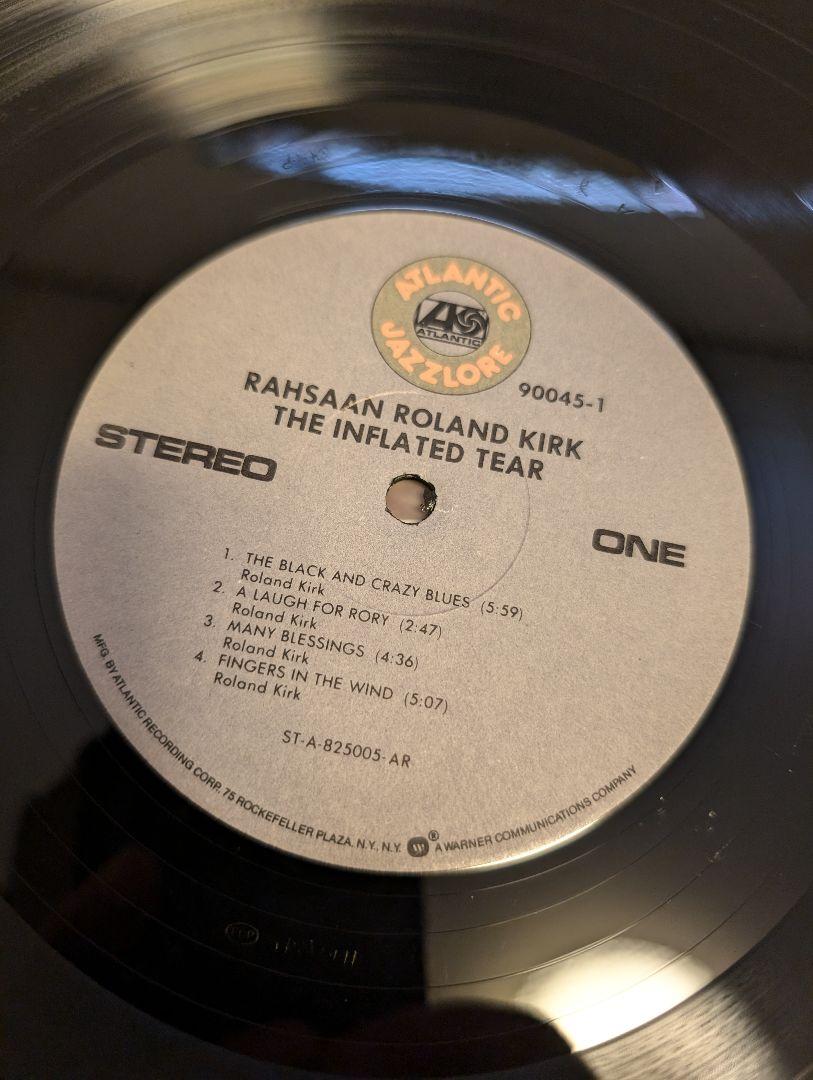 ATLANTIC
ATLANTIC
JAZZLORE
90045-1
RAHSAAN ROLAND KIRK
THE INFLATED TEAR
STEREO
ONE
1. THE BLACK AND CRAZY BLUES (5:59)
Roland Kirk
2. A LAUGH FOR RORY (2:47)
Roland Kirk
3. MANY BLESSINGS (4:36)
Roland Kirk
4. FINGERS IN THE WIND (5:07)
Roland Kirk
ST-A-825005-AR
MFG. BY ATLANTIC RECORDING CORP. 75 ROCKEFELLER PLAZA. N.Y., N.Y. ® A WARNER COMMUNICATIONS COMPANY